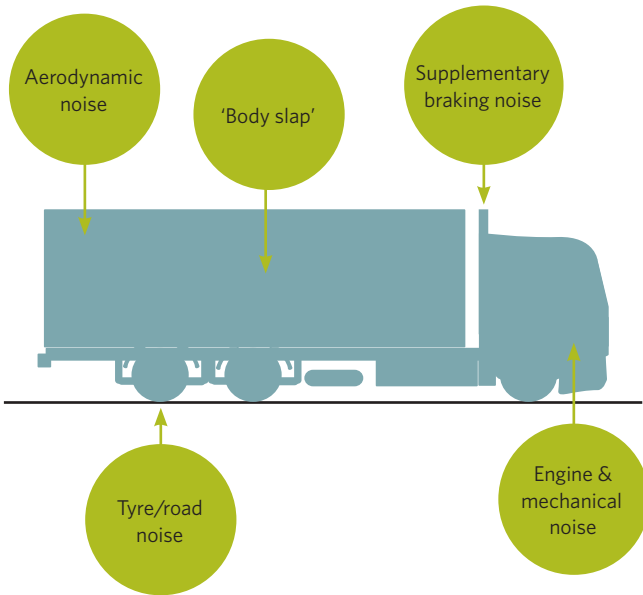 Aerodynamic
noise
‘Body slap’
Supplementary
braking noise
Tyre/road
noise
Engine &
mechanical
noise